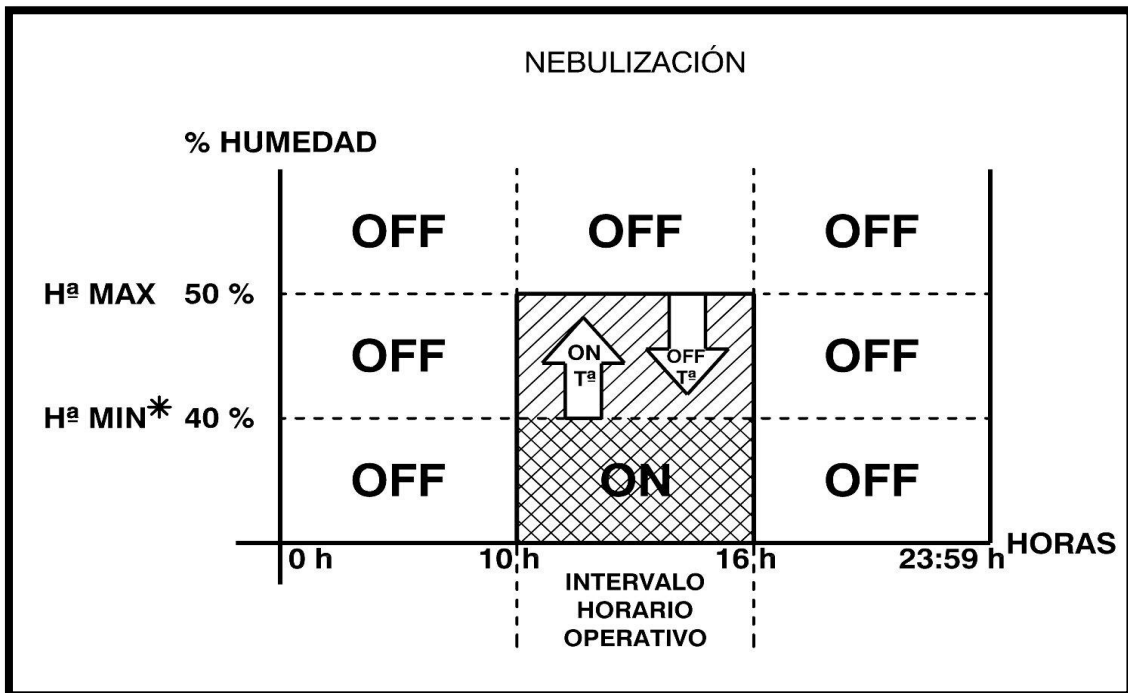 NEBULIZACIÓN
% HUMEDAD
OFF OFF OFF
Hª MAX 50 %
OFF ON Tª OFF Tª OFF
Hª MIN* 40 %
OFF ON OFF
0 h 10 h 16 h 23:59 h HORAS
INTERVALO
HORARIO
OPERATIVO